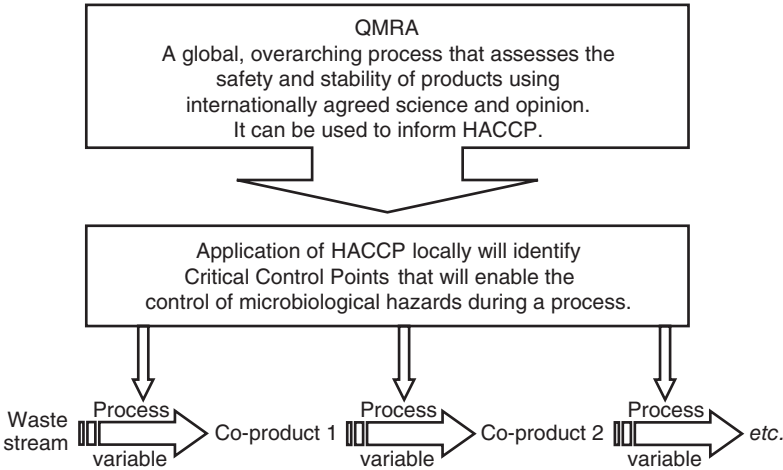 QMRA
A global, overarching process that assesses the
safety and stability of products using
internationally agreed science and opinion.
It can be used to inform HACCP.
Application of HACCP locally will identify
Critical Control Points that will enable the
control of microbiological hazards during a process.
Waste
stream
Process
variable
Co-product 1
Process
variable
Co-product 2
Process
variable
etc.